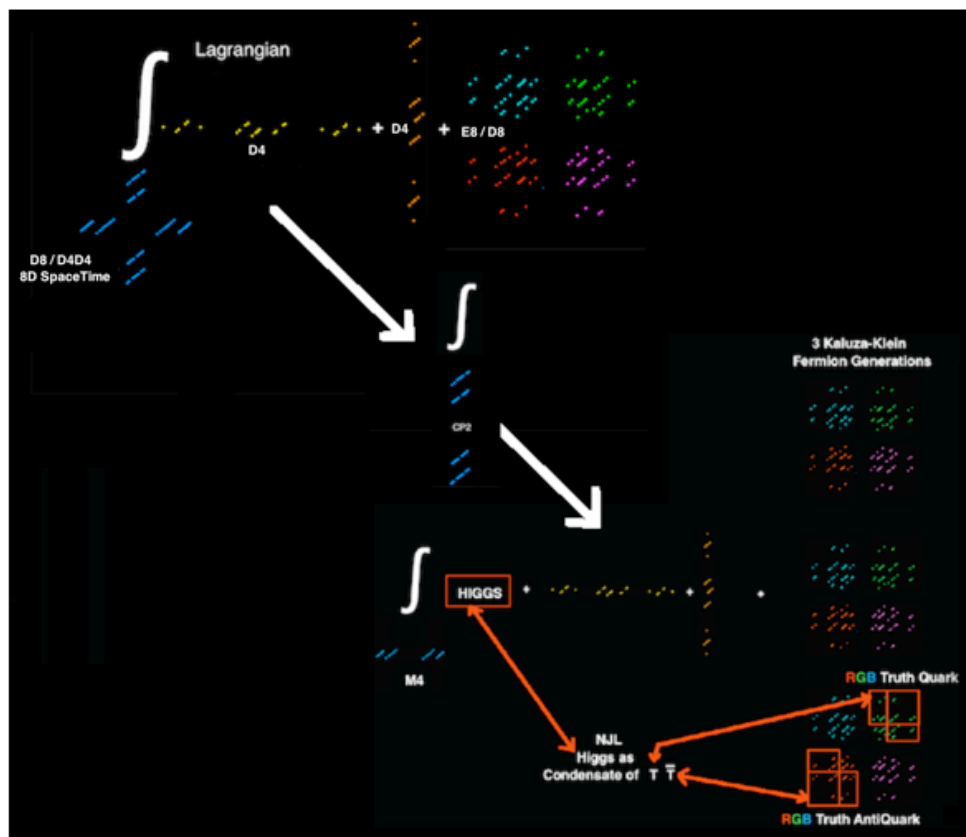 Lagrangian
∫
D4
+ D4
+ E8 / D8
D8 / D4D4
8D SpaceTime
∫
CP2
3 Kaluza-Klein
Fermion Generations
∫ HIGGS + + +
M4
RGB Truth Quark
NJL
Higgs as
Condensate of T T̅
RGB Truth AntiQuark